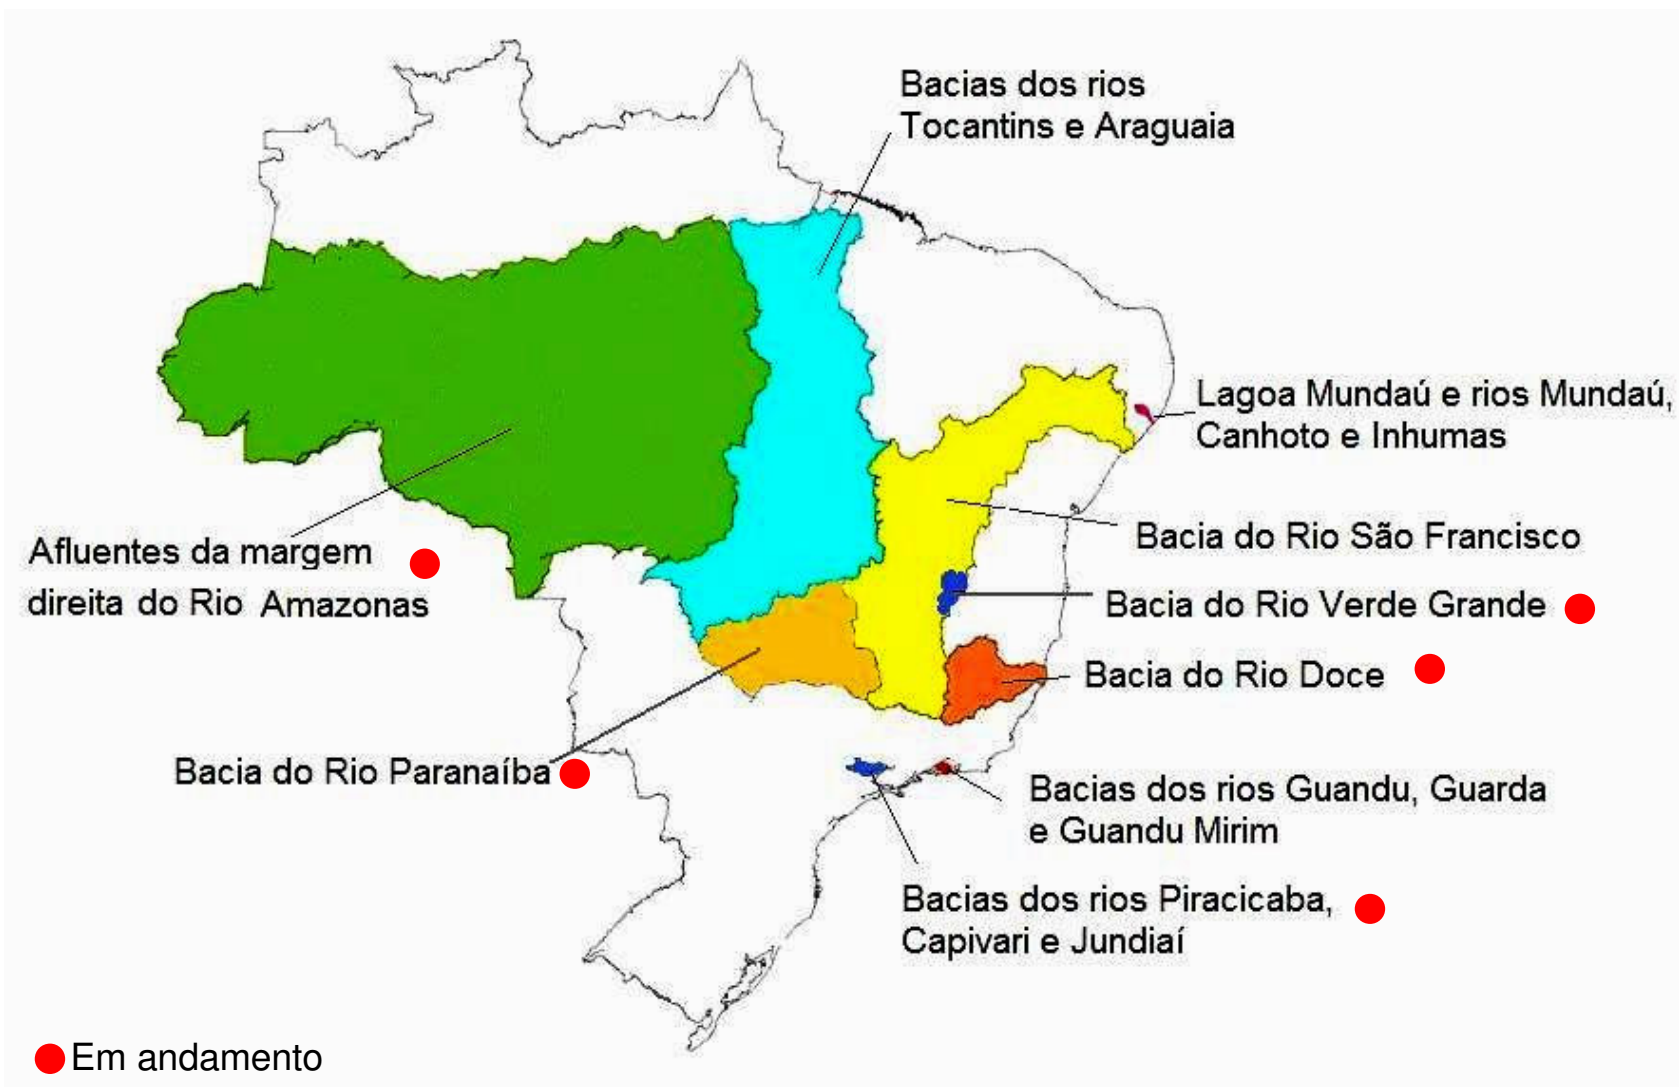 Bacias dos rios
Tocantins e Araguaia
Lagoa Mundaú e rios Mundaú,
Canhoto e Inhumas
Bacia do Rio São Francisco
Afluentes da margem
direita do Rio Amazonas
Bacia do Rio Verde Grande
Bacia do Rio Doce
Bacia do Rio Paranaíba
Bacias dos rios Guandu, Guarda
e Guandu Mirim
Bacias dos rios Piracicaba,
Capivari e Jundiaí
Em andamento